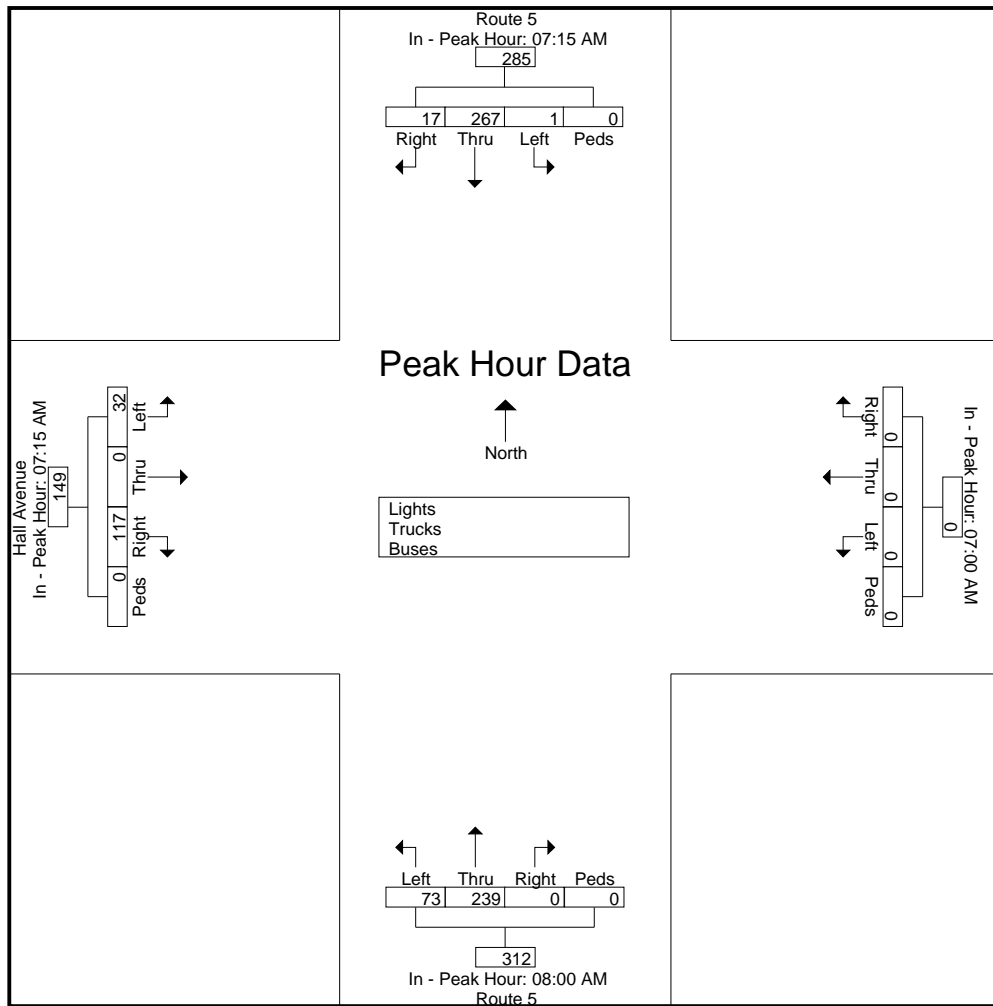 Route 5
In - Peak Hour: 07:15 AM
285
17 267 1 0
Right Thru Left Peds
Peak Hour Data
North
Lights
Trucks
Buses
Hall Avenue
In - Peak Hour: 07:15 AM
149
32 0 117 0
Left Thru Right Peds
In - Peak Hour: 07:00 AM
0
0 0 0 0
Right Thru Left Peds
Left Thru Right Peds
73 239 0 0
312
In - Peak Hour: 08:00 AM
Route 5